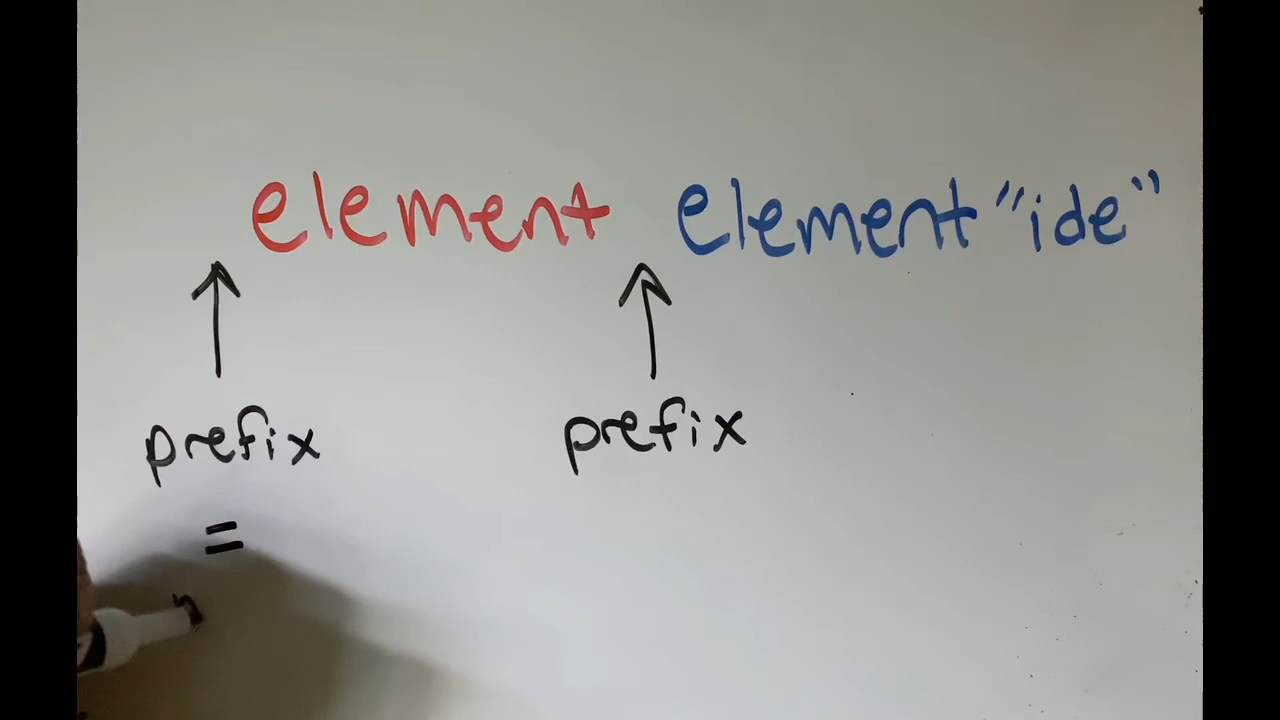 element element "ide"
prefix prefix
=